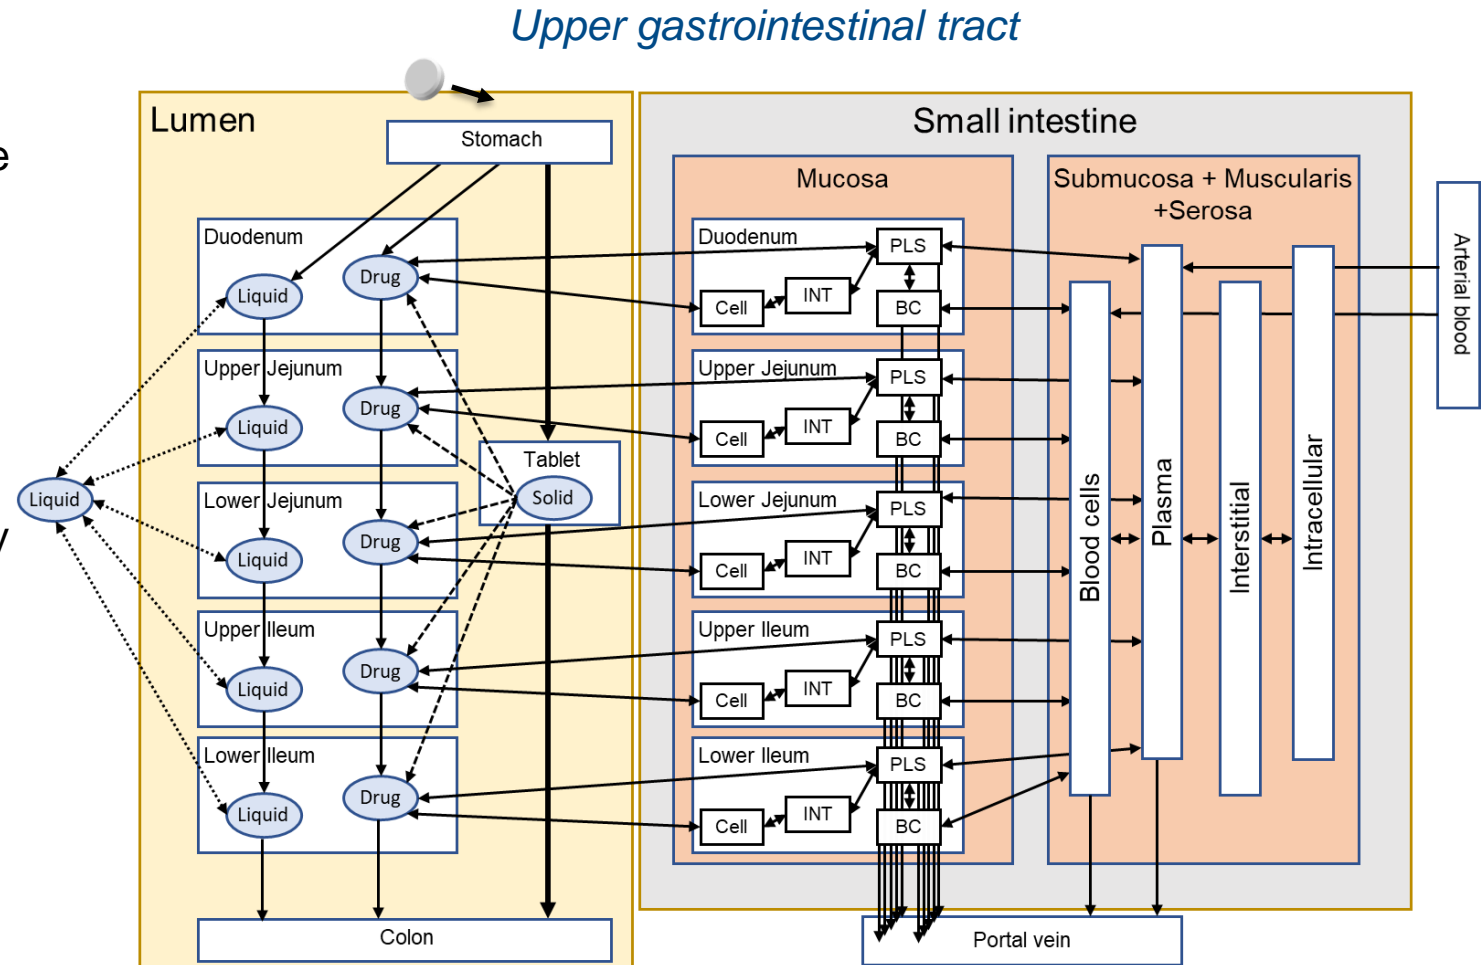 Upper gastrointestinal tract
e
y
Lumen
Stomach
Duodenum
Liquid
Drug
Upper Jejunum
Liquid
Drug
Tablet
Solid
Liquid
Lower Jejunum
Liquid
Drug
Upper Ileum
Liquid
Drug
Lower Ileum
Liquid
Drug
Colon
Small intestine
Mucosa
Duodenum
PLS
Cell
INT
BC
Upper Jejunum
PLS
Cell
INT
BC
Lower Jejunum
PLS
Cell
INT
BC
Upper Ileum
PLS
Cell
INT
BC
Lower Ileum
PLS
Cell
INT
BC
Submucosa + Muscularis
+Serosa
Blood cells
Plasma
Interstitial
Intracellular
Arterial blood
Portal vein